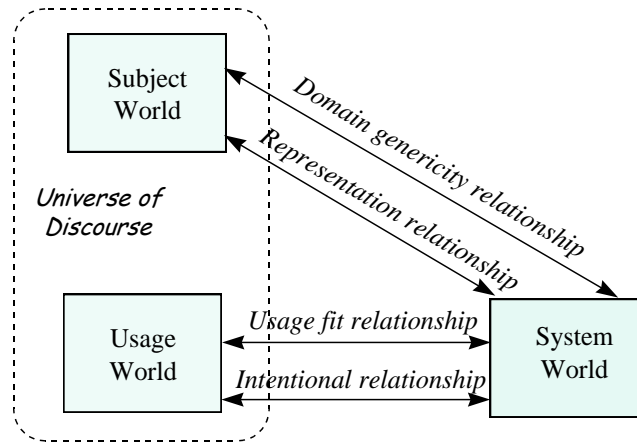 Subject
World
Domain genericity relationship
Representation relationship
Universe of
Discourse
Usage
World
Usage fit relationship
Intentional relationship
System
World